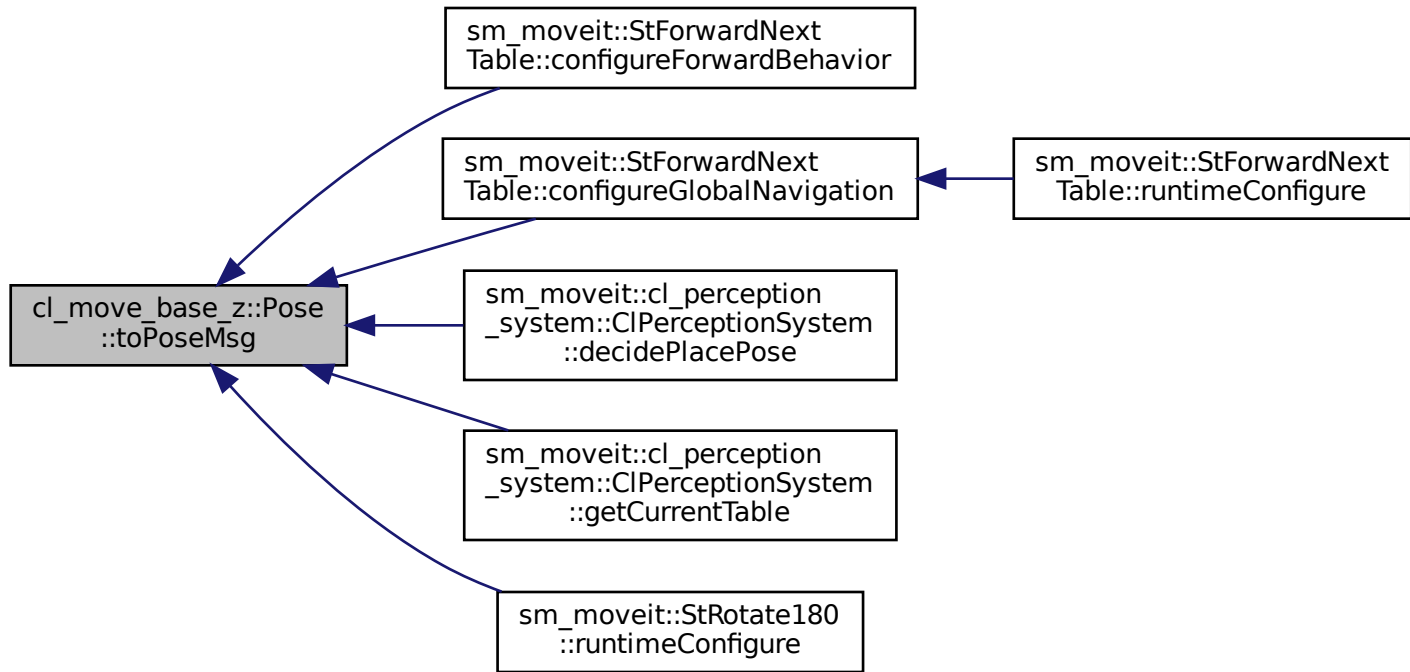 sm_moveit::StForwardNext
Table::configureForwardBehavior
sm_moveit::StForwardNext
Table::configureGlobalNavigation
sm_moveit::StForwardNext
Table::runtimeConfigure
cl_move_base_z::Pose
::toPoseMsg
sm_moveit::cl_perception
_system::ClPerceptionSystem
::decidePlacePose
sm_moveit::cl_perception
_system::ClPerceptionSystem
::getCurrentTable
sm_moveit::StRotate180
::runtimeConfigure